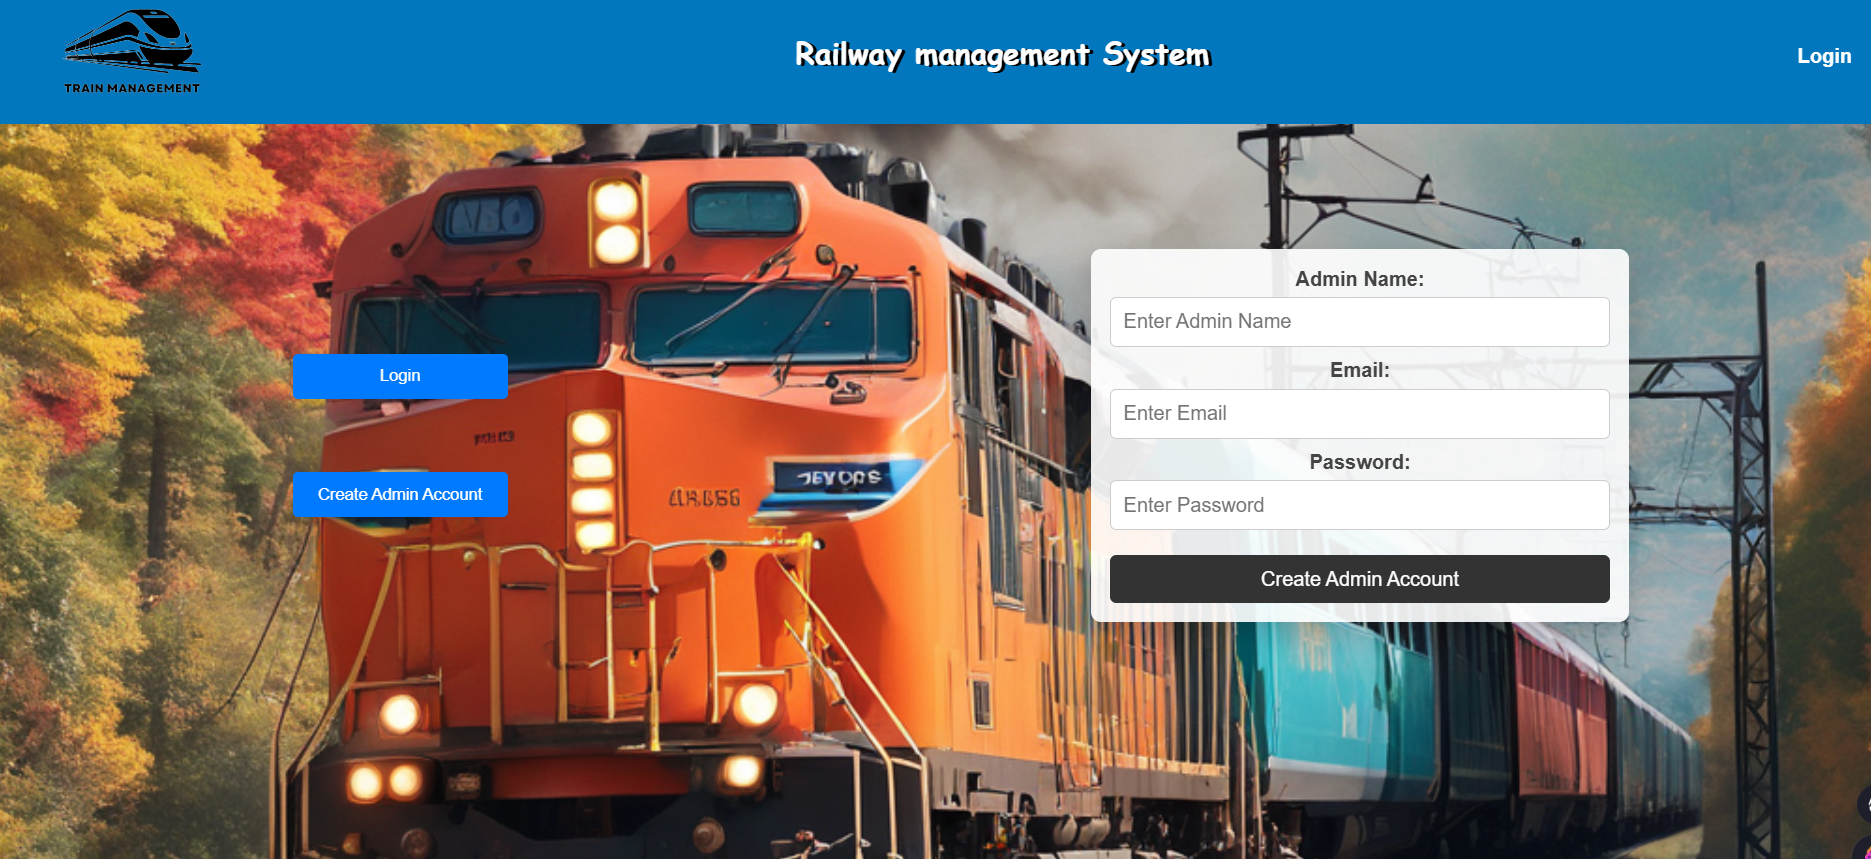 TRAIN MANAGEMENT
Railway management System
Login
Login
Create Admin Account
Admin Name:
Enter Admin Name
Email:
Enter Email
Password:
Enter Password
Create Admin Account